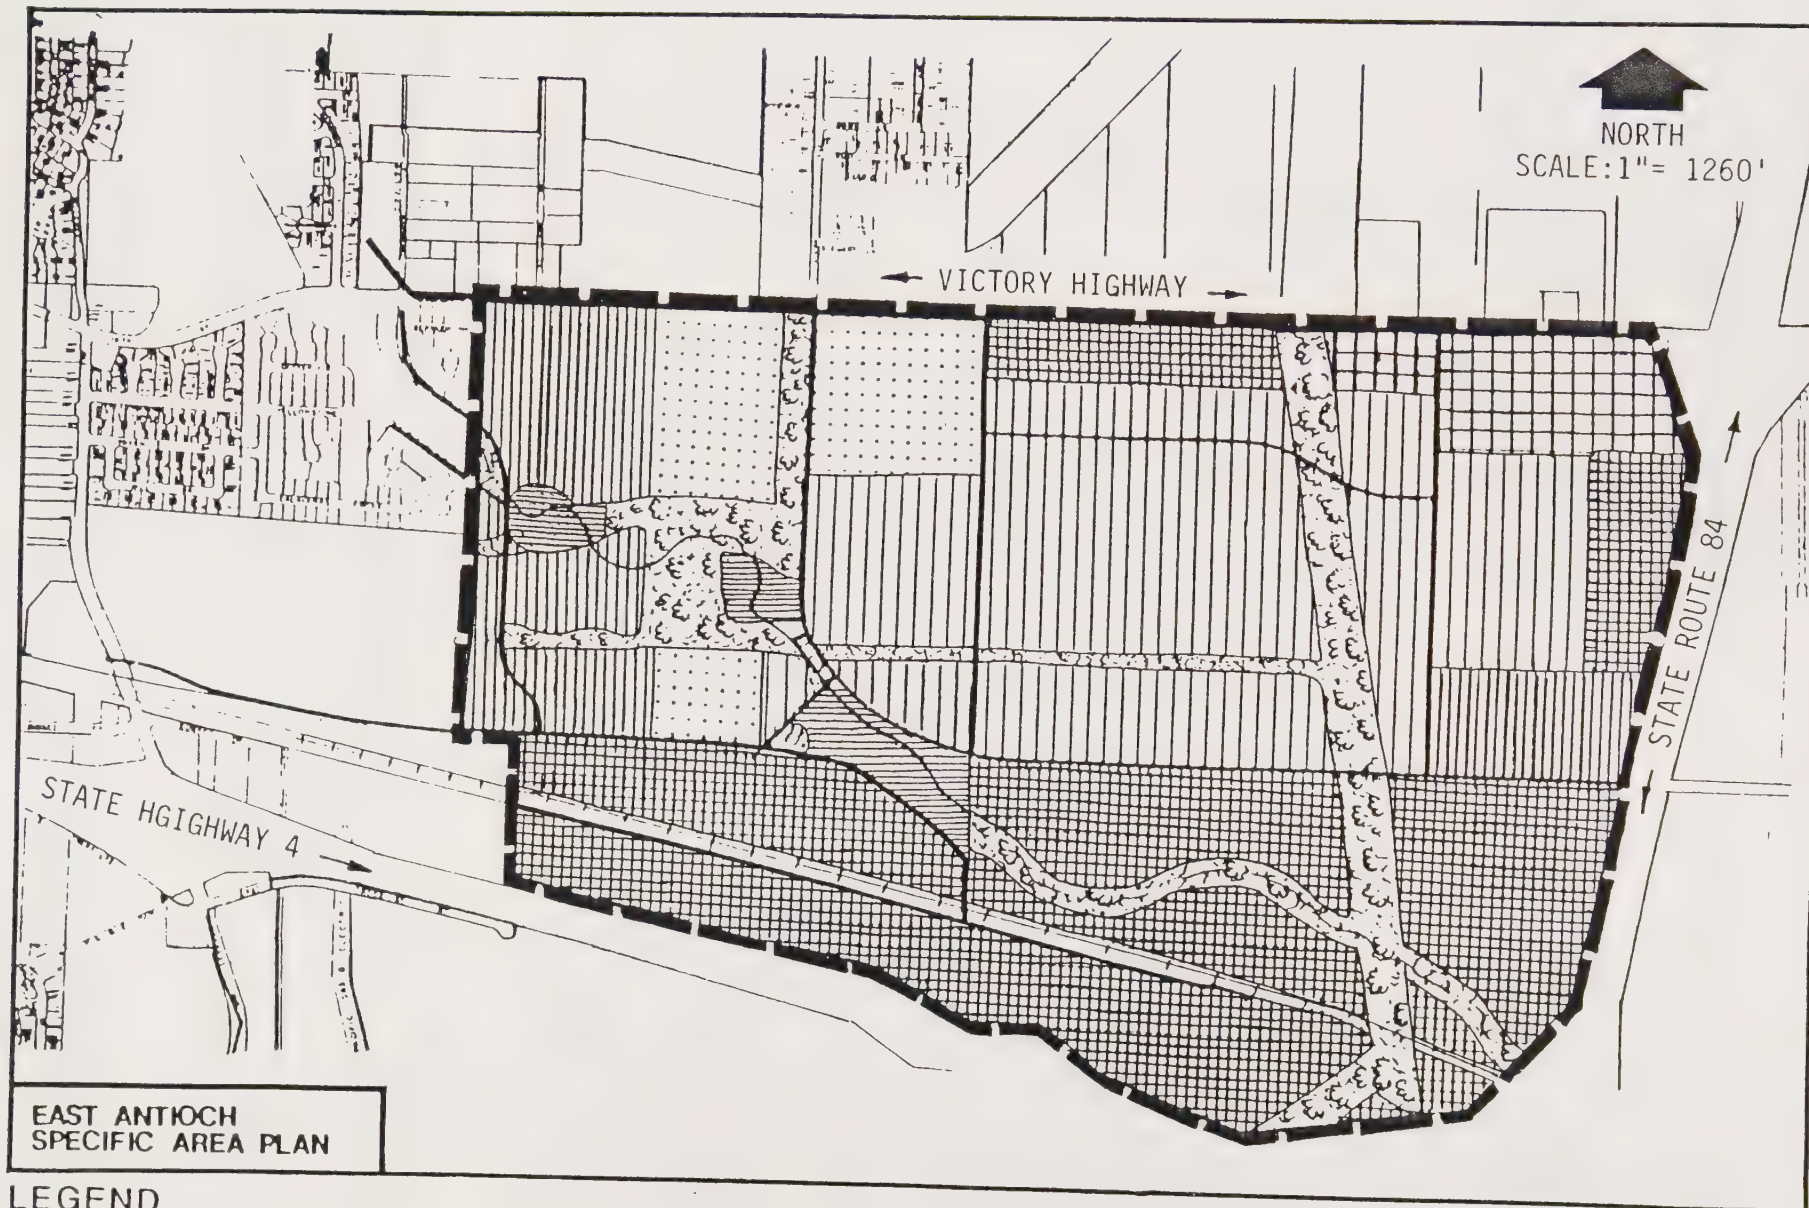 NORTH
SCALE:1"= 1260'
VICTORY HIGHWAY
STATE ROUTE 84
STATE HGIGHWAY 4
EAST ANTIOCH
SPECIFIC AREA PLAN
LEGEND